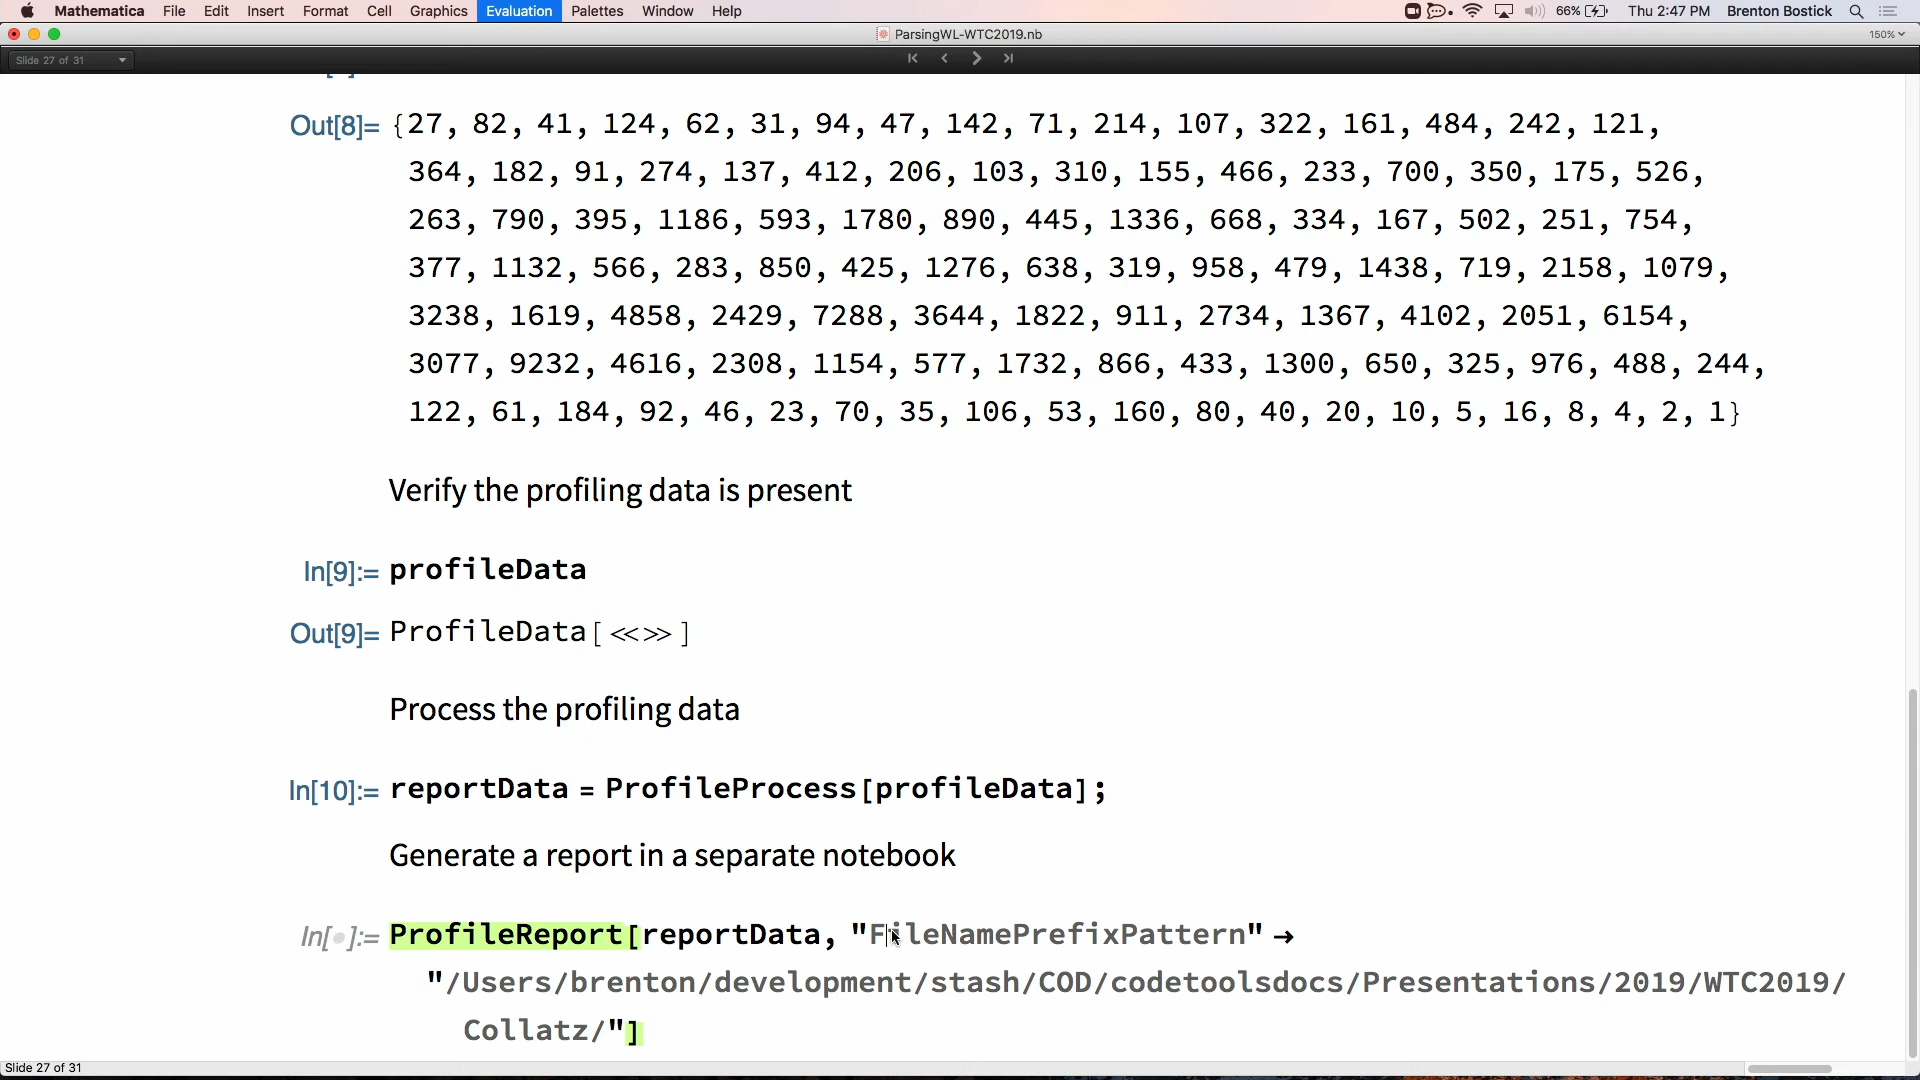 Mathematica File Edit Insert Format Cell Graphics Evaluation Palettes Window Help 66% Thu 2:47 PM Brenton Bostick
ParsingWL-WTC2019.nb 150%
Slide 27 of 31
Out[8]= {27, 82, 41, 124, 62, 31, 94, 47, 142, 71, 214, 107, 322, 161, 484, 242, 121,
364, 182, 91, 274, 137, 412, 206, 103, 310, 155, 466, 233, 700, 350, 175, 526,
263, 790, 395, 1186, 593, 1780, 890, 445, 1336, 668, 334, 167, 502, 251, 754,
377, 1132, 566, 283, 850, 425, 1276, 638, 319, 958, 479, 1438, 719, 2158, 1079,
3238, 1619, 4858, 2429, 7288, 3644, 1822, 911, 2734, 1367, 4102, 2051, 6154,
3077, 9232, 4616, 2308, 1154, 577, 1732, 866, 433, 1300, 650, 325, 976, 488, 244,
122, 61, 184, 92, 46, 23, 70, 35, 106, 53, 160, 80, 40, 20, 10, 5, 16, 8, 4, 2, 1}
Verify the profiling data is present
In[9]:= profileData
Out[9]= ProfileData[≪≫]
Process the profiling data
In[10]:= reportData = ProfileProcess[profileData];
Generate a report in a separate notebook
In[●]:= ProfileReport[reportData, "FileNamePrefixPattern" →
"/Users/brenton/development/stash/COD/codetoolsdocs/Presentations/2019/WTC2019/
Collatz/"]
Slide 27 of 31